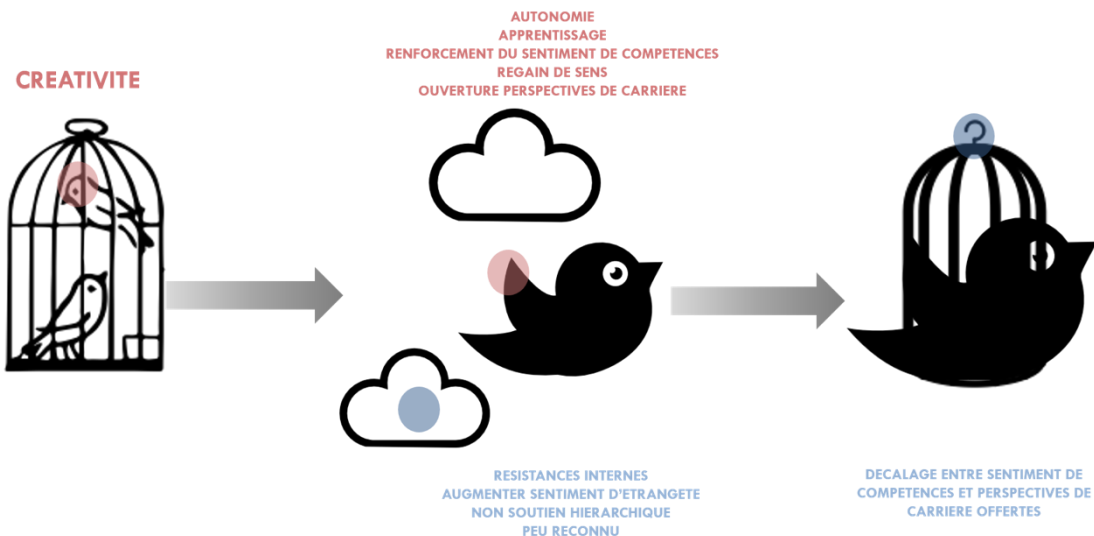 AUTONOMIE
APPRENTISSAGE
RENFORCEMENT DU SENTIMENT DE COMPETENCES
REGAIN DE SENS
OUVERTURE PERSPECTIVES DE CARRIERE
CREATIVITE
RESISTANCES INTERNES
AUGMENTER SENTIMENT D'ETRANGETE
NON SOUTIEN HIERARCHIQUE
PEU RECONNU
DECALAGE ENTRE SENTIMENT DE
COMPETENCES ET PERSPECTIVES DE
CARRIERE OFFERTES